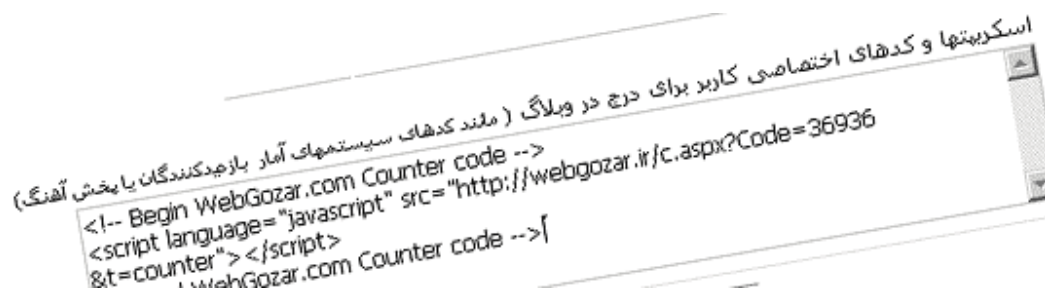 اسکریپتها و کدهای اختصاصی کاربر برای درج در وبلاگ ( مانند کدهای سیستمهای آمار بازدیدکنندگان یا پخش آهنگ)
<!-- Begin WebGozar.com Counter code -->
<script language="javascript" src="http://webgozar.ir/c.aspx?Code=36936
&t=counter"></script>
WebGozar.com Counter code -->